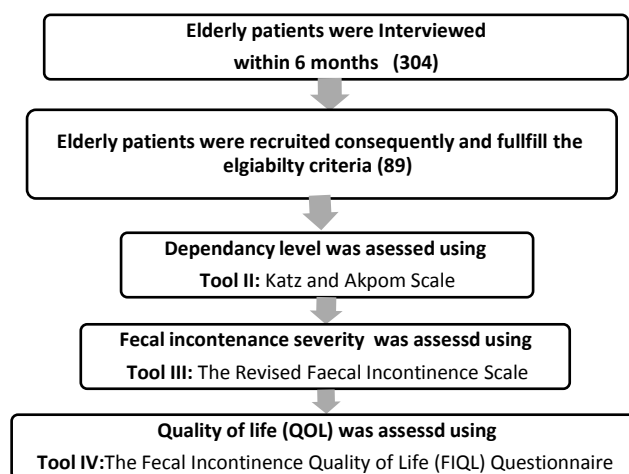 Elderly patients were Interviewed
within 6 months (304)
Elderly patients were recruited consequently and fullfill the
elgiabilty criteria (89)
Dependancy level was asessed using
Tool II: Katz and Akpom Scale
Fecal incontenance severity was assessd using
Tool III: The Revised Faecal Incontinence Scale
Quality of life (QOL) was assessd using
Tool IV:The Fecal Incontinence Quality of Life (FIQL) Questionnaire